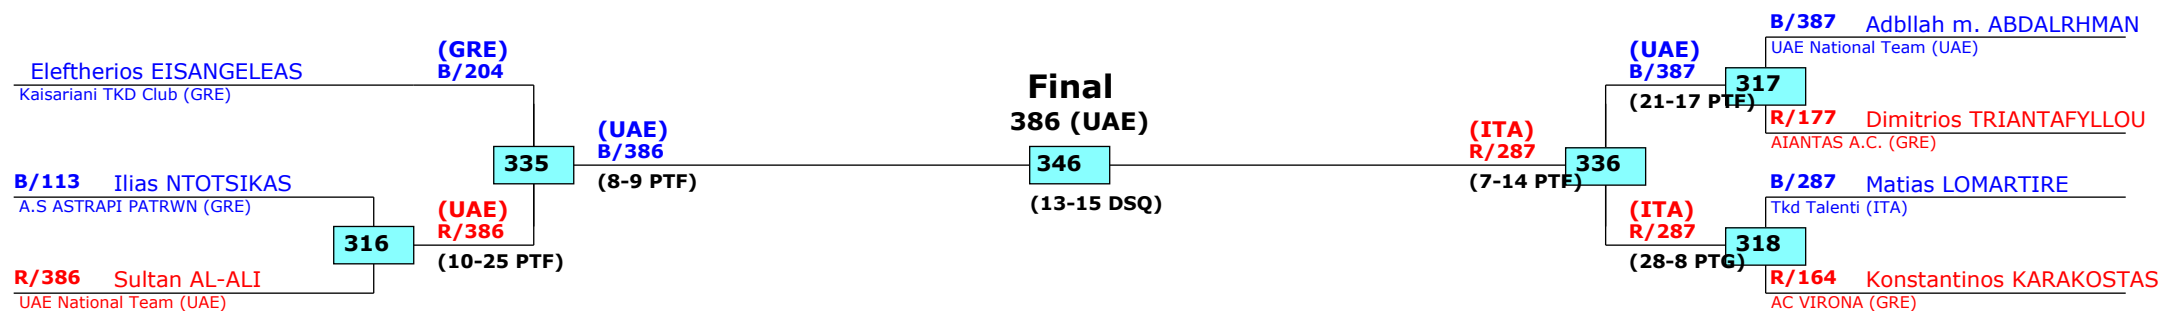 Eleftherios EISANGELEAS
Kaisariani TKD Club (GRE)
(GRE)
B/204
B/113 Ilias NTOTSIKAS
A.S ASTRAPI PATRWN (GRE)
R/386 Sultan AL-ALI
UAE National Team (UAE)
316
(UAE)
R/386
(10-25 PTF)
335
(UAE)
B/386
(8-9 PTF)
Final
386 (UAE)
346
(13-15 DSQ)
(ITA)
R/287
(7-14 PTF)
336
(UAE)
B/387
(21-17 PTF)
317
B/387 Adbllah m. ABDALRHMAN
UAE National Team (UAE)
R/177 Dimitrios TRIANTAFYLLOU
AIANTAS A.C. (GRE)
(ITA)
R/287
(28-8 PTG)
318
B/287 Matias LOMARTIRE
Tkd Talenti (ITA)
R/164 Konstantinos KARAKOSTAS
AC VIRONA (GRE)